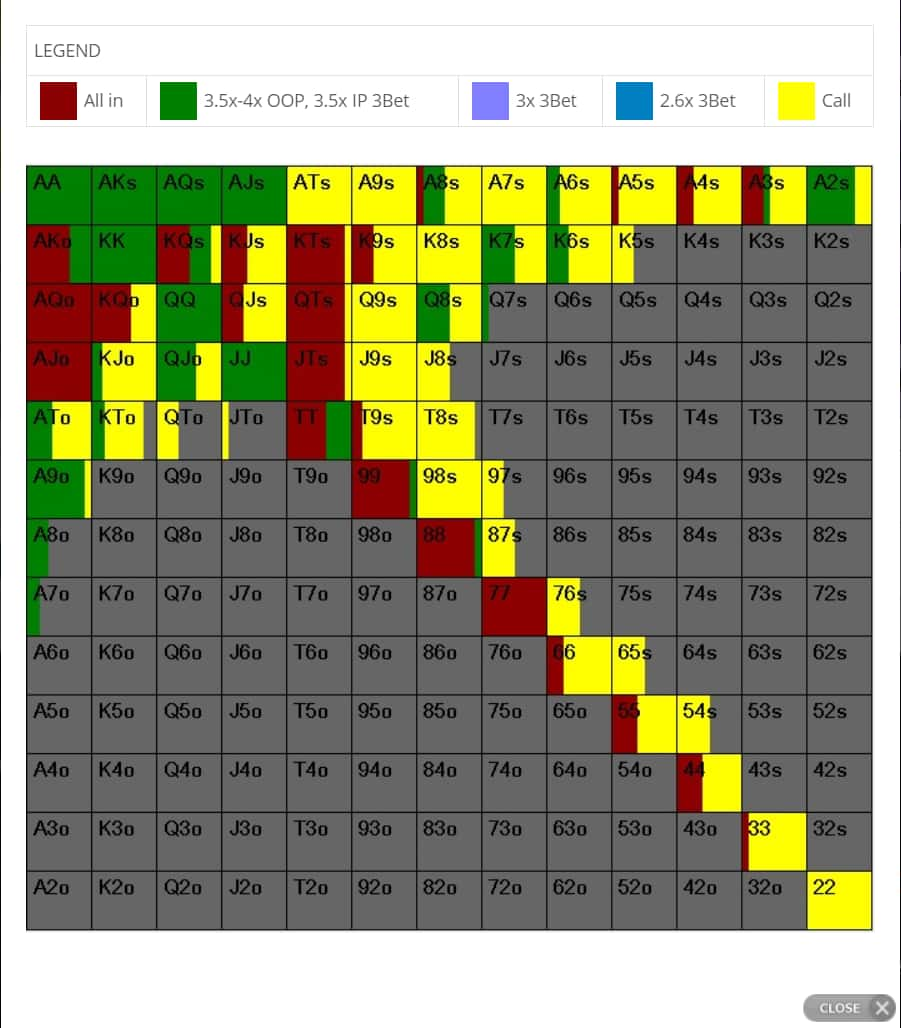 LEGEND
All in 3.5x-4x OOP, 3.5x IP 3Bet 3x 3Bet 2.6x 3Bet Call
AA AKs AQs AJs ATs A9s A8s A7s A6s A5s A4s A3s A2s
AKo KK KQs KJs KTs K9s K8s K7s K6s K5s K4s K3s K2s
AQo KQo QQ QJs QTs Q9s Q8s Q7s Q6s Q5s Q4s Q3s Q2s
AJo KJo QJo JJ JTs J9s J8s J7s J6s J5s J4s J3s J2s
ATo KTo QTo JTo TT T9s T8s T7s T6s T5s T4s T3s T2s
A9o K9o Q9o J9o T9o 99 98s 97s 96s 95s 94s 93s 92s
A8o K8o Q8o J8o T8o 98o 88 87s 86s 85s 84s 83s 82s
A7o K7o Q7o J7o T7o 97o 87o 77 76s 75s 74s 73s 72s
A6o K6o Q6o J6o T6o 96o 86o 76o 66 65s 64s 63s 62s
A5o K5o Q5o J5o T5o 95o 85o 75o 65o 55 54s 53s 52s
A4o K4o Q4o J4o T4o 94o 84o 74o 64o 54o 44 43s 42s
A3o K3o Q3o J3o T3o 93o 83o 73o 63o 53o 43o 33 32s
A2o K2o Q2o J2o T2o 92o 82o 72o 62o 52o 42o 32o 22
CLOSE